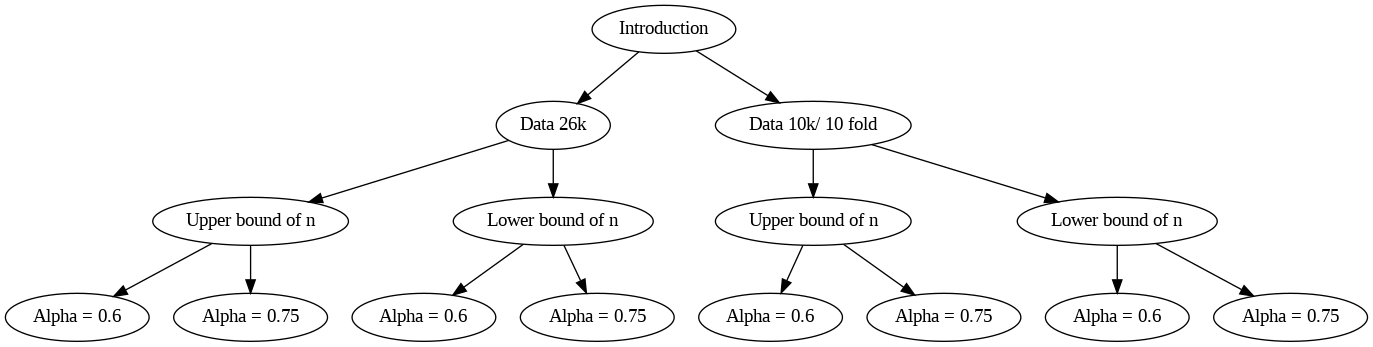 Introduction
Data 26k
Data 10k/ 10 fold
Upper bound of n
Lower bound of n
Upper bound of n
Lower bound of n
Alpha = 0.6
Alpha = 0.75
Alpha = 0.6
Alpha = 0.75
Alpha = 0.6
Alpha = 0.75
Alpha = 0.6
Alpha = 0.75